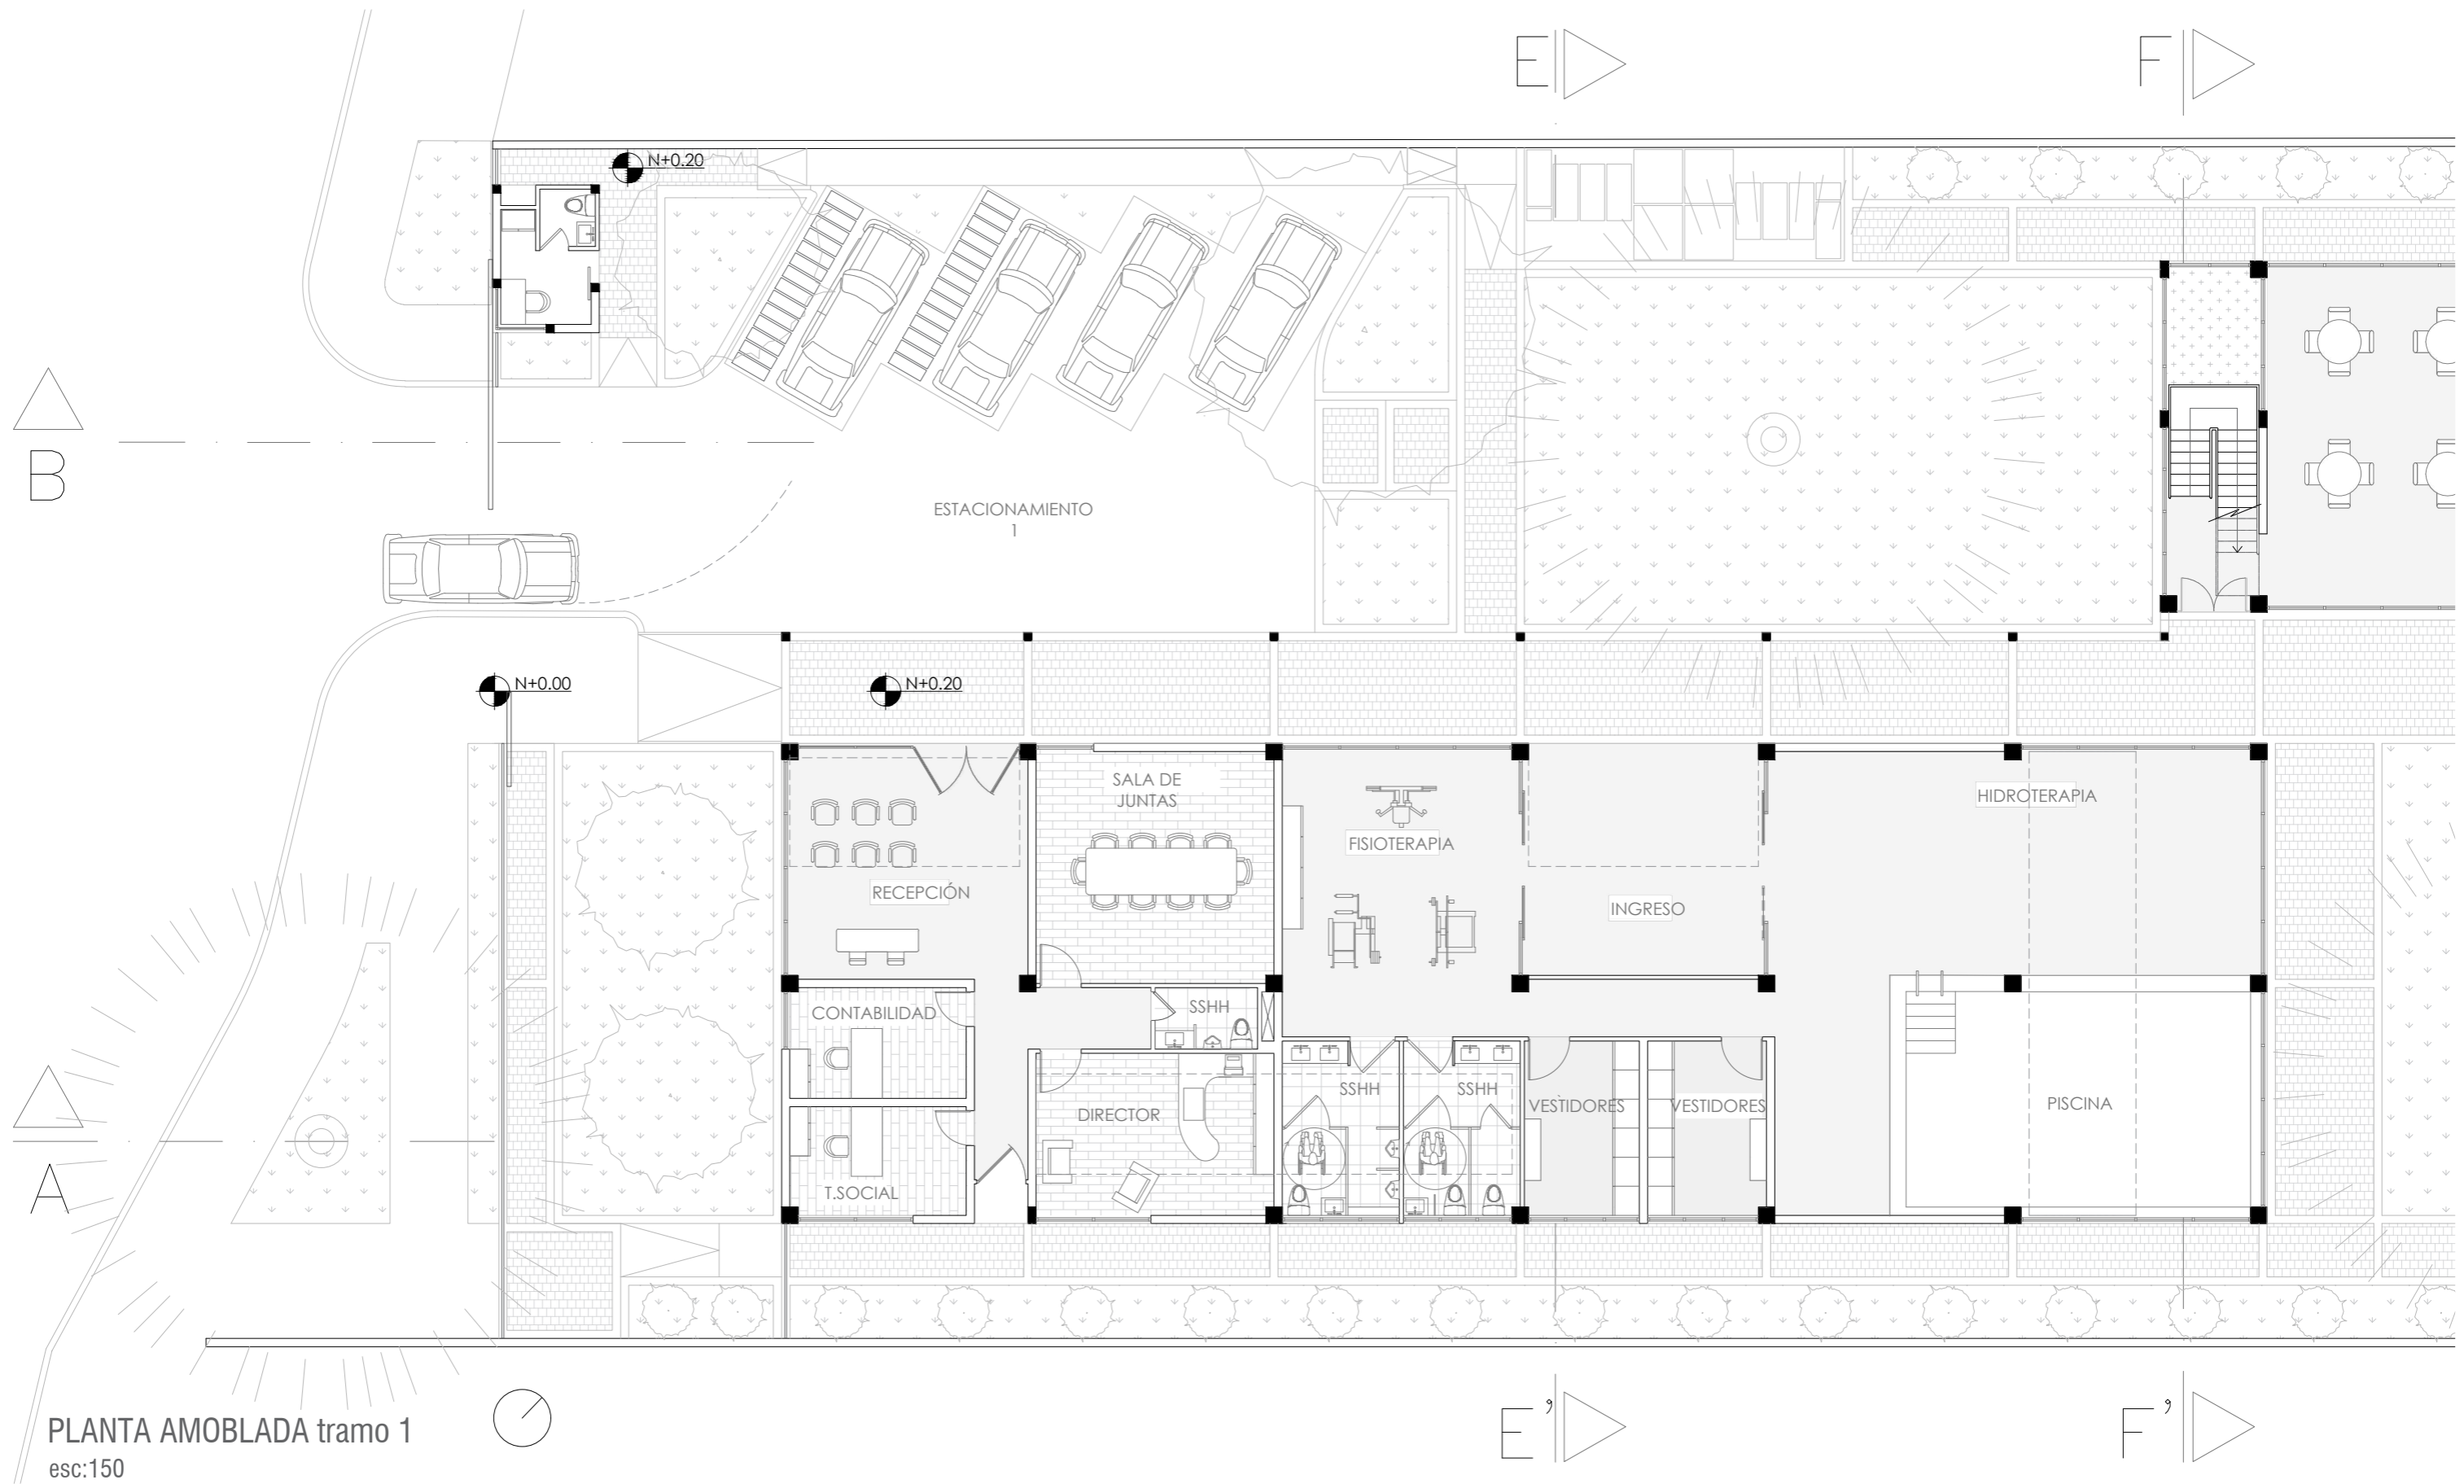 E
F
N+0.20
B
ESTACIONAMIENTO
1
N+0.00
N+0.20
SALA DE
JUNTAS
HIDROTERAPIA
FISIOTERAPIA
RECEPCIÓN
INGRESO
CONTABILIDAD
SSHH
SSHH
SSHH
DIRECTOR
VESTIDORES
VESTIDORES
PISCINA
T.SOCIAL
A
E'
F'
PLANTA AMOBLADA tramo 1
esc:150